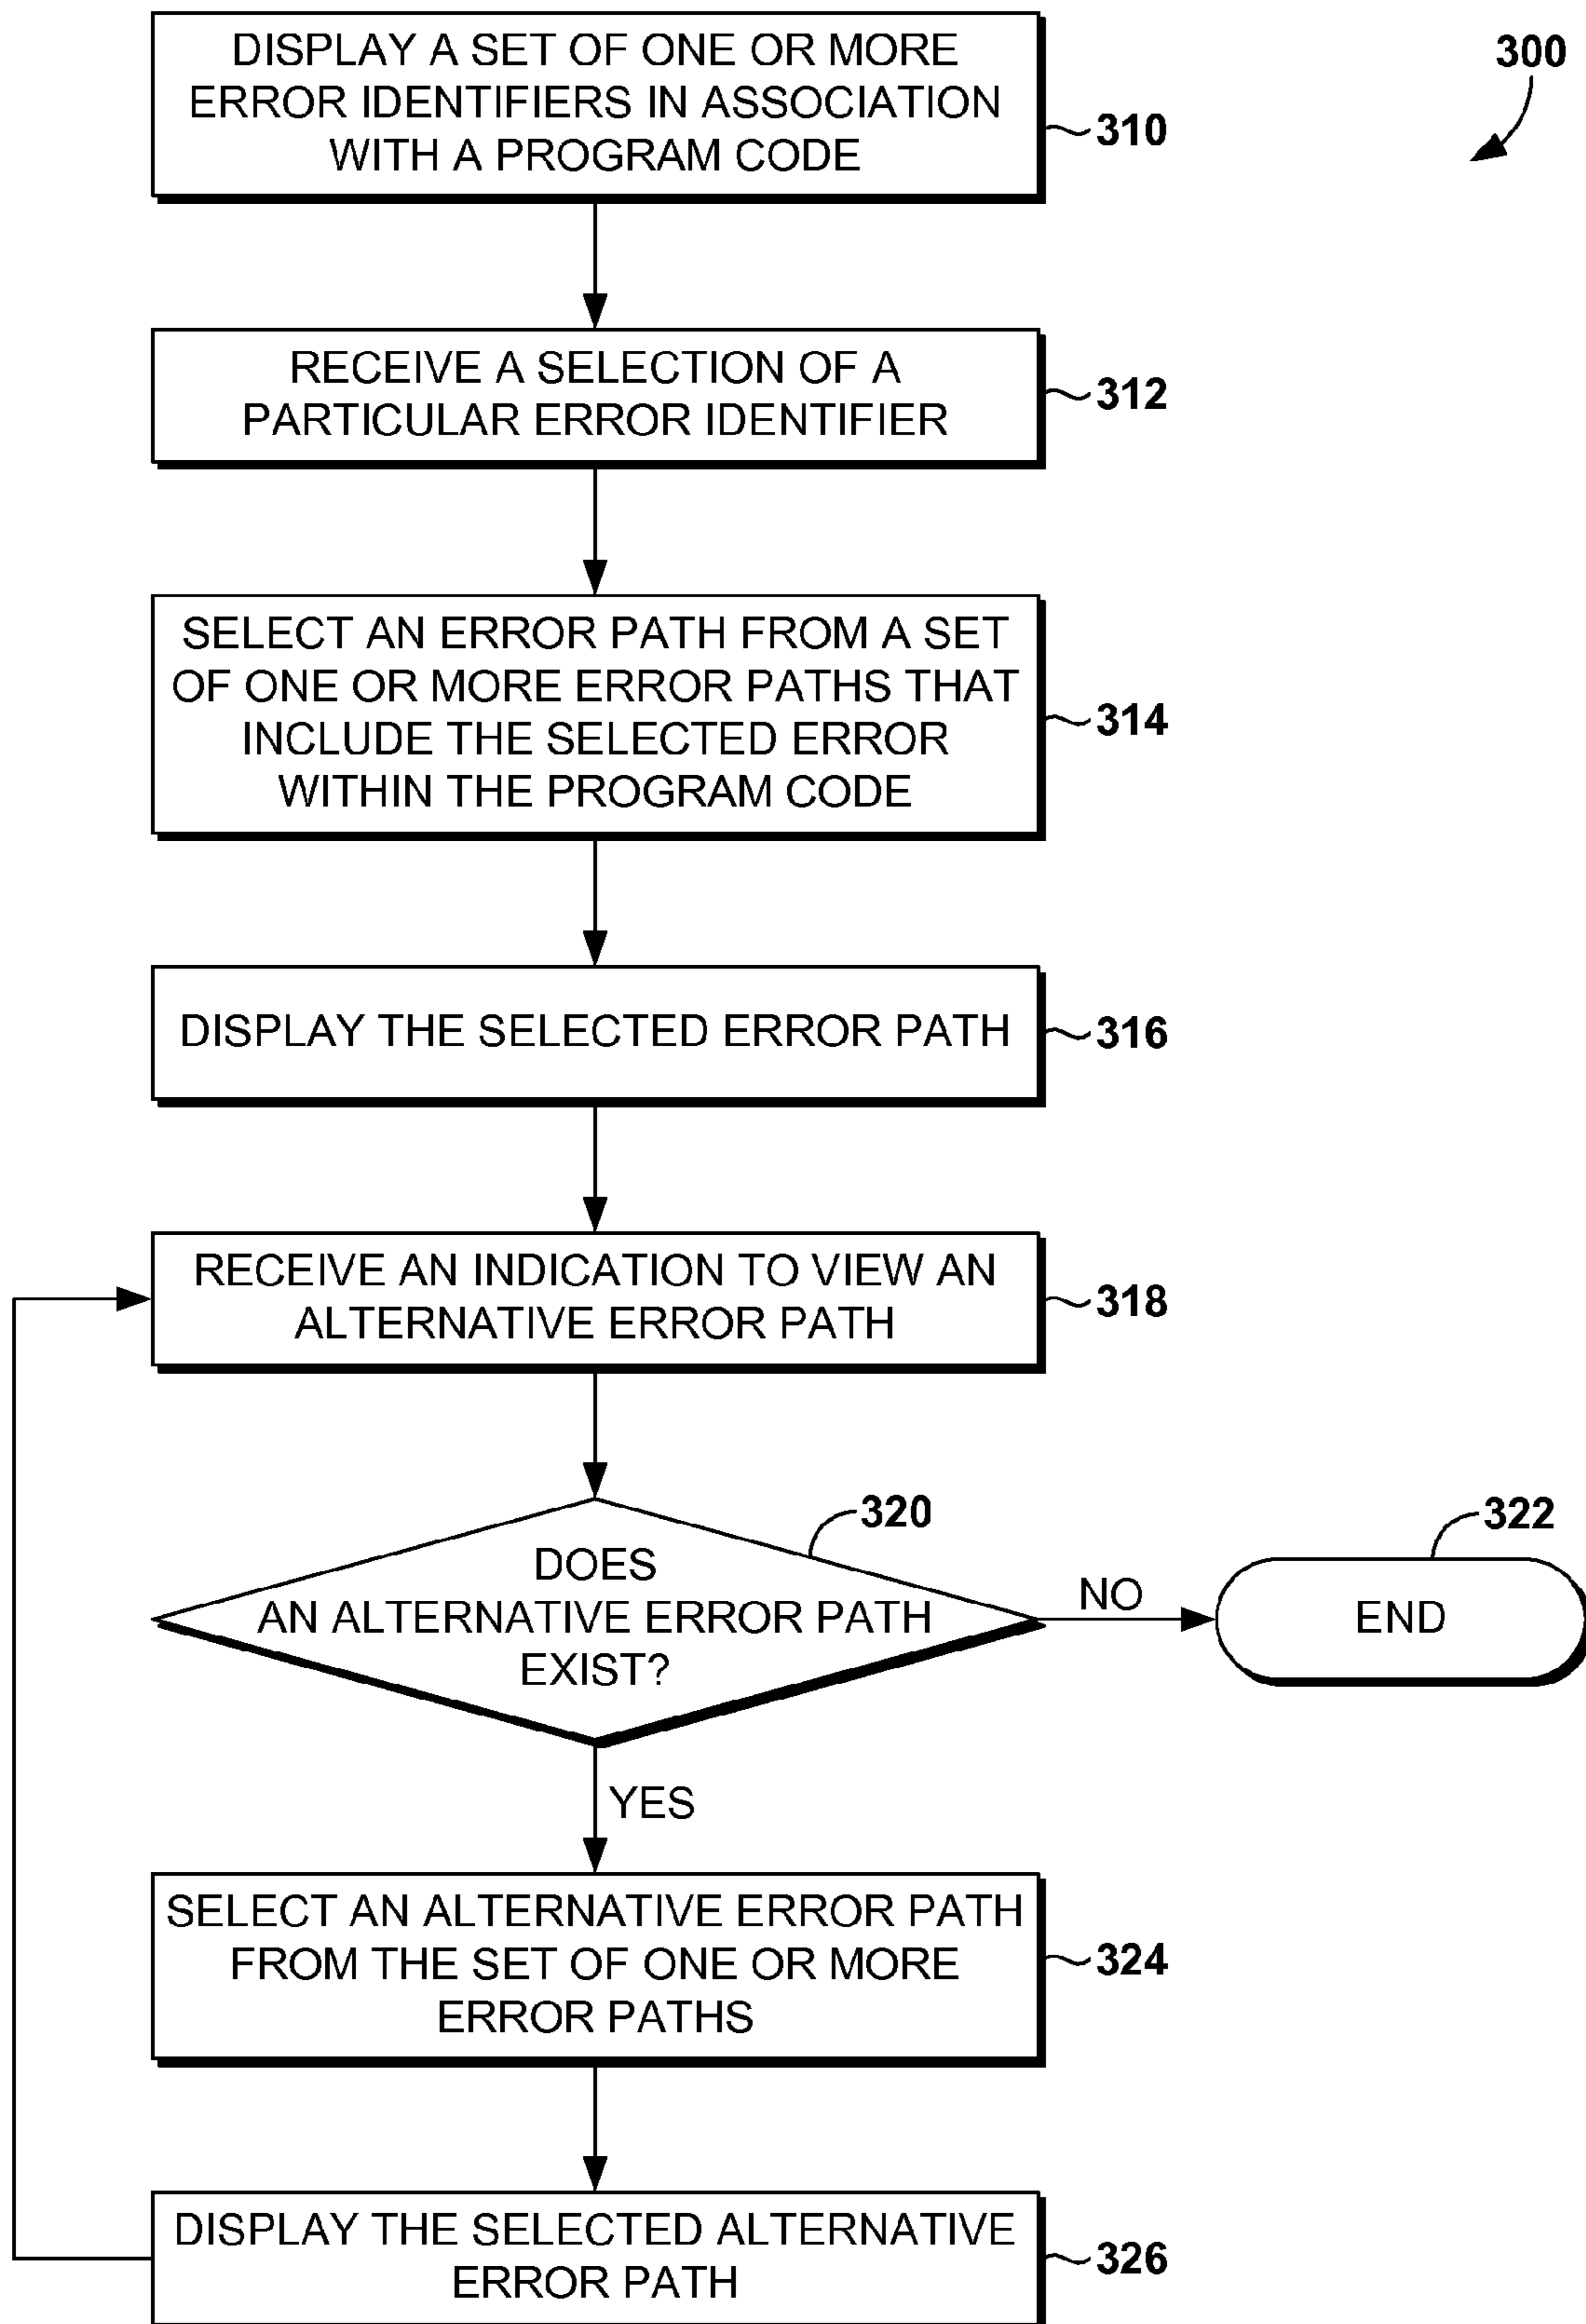 DISPLAY A SET OF ONE OR MORE
ERROR IDENTIFIERS IN ASSOCIATION
WITH A PROGRAM CODE
310
300
RECEIVE A SELECTION OF A
PARTICULAR ERROR IDENTIFIER
312
SELECT AN ERROR PATH FROM A SET
OF ONE OR MORE ERROR PATHS THAT
INCLUDE THE SELECTED ERROR
WITHIN THE PROGRAM CODE
314
DISPLAY THE SELECTED ERROR PATH
316
RECEIVE AN INDICATION TO VIEW AN
ALTERNATIVE ERROR PATH
318
DOES
AN ALTERNATIVE ERROR PATH
EXIST?
320
NO
END
322
YES
SELECT AN ALTERNATIVE ERROR PATH
FROM THE SET OF ONE OR MORE
ERROR PATHS
324
DISPLAY THE SELECTED ALTERNATIVE
ERROR PATH
326